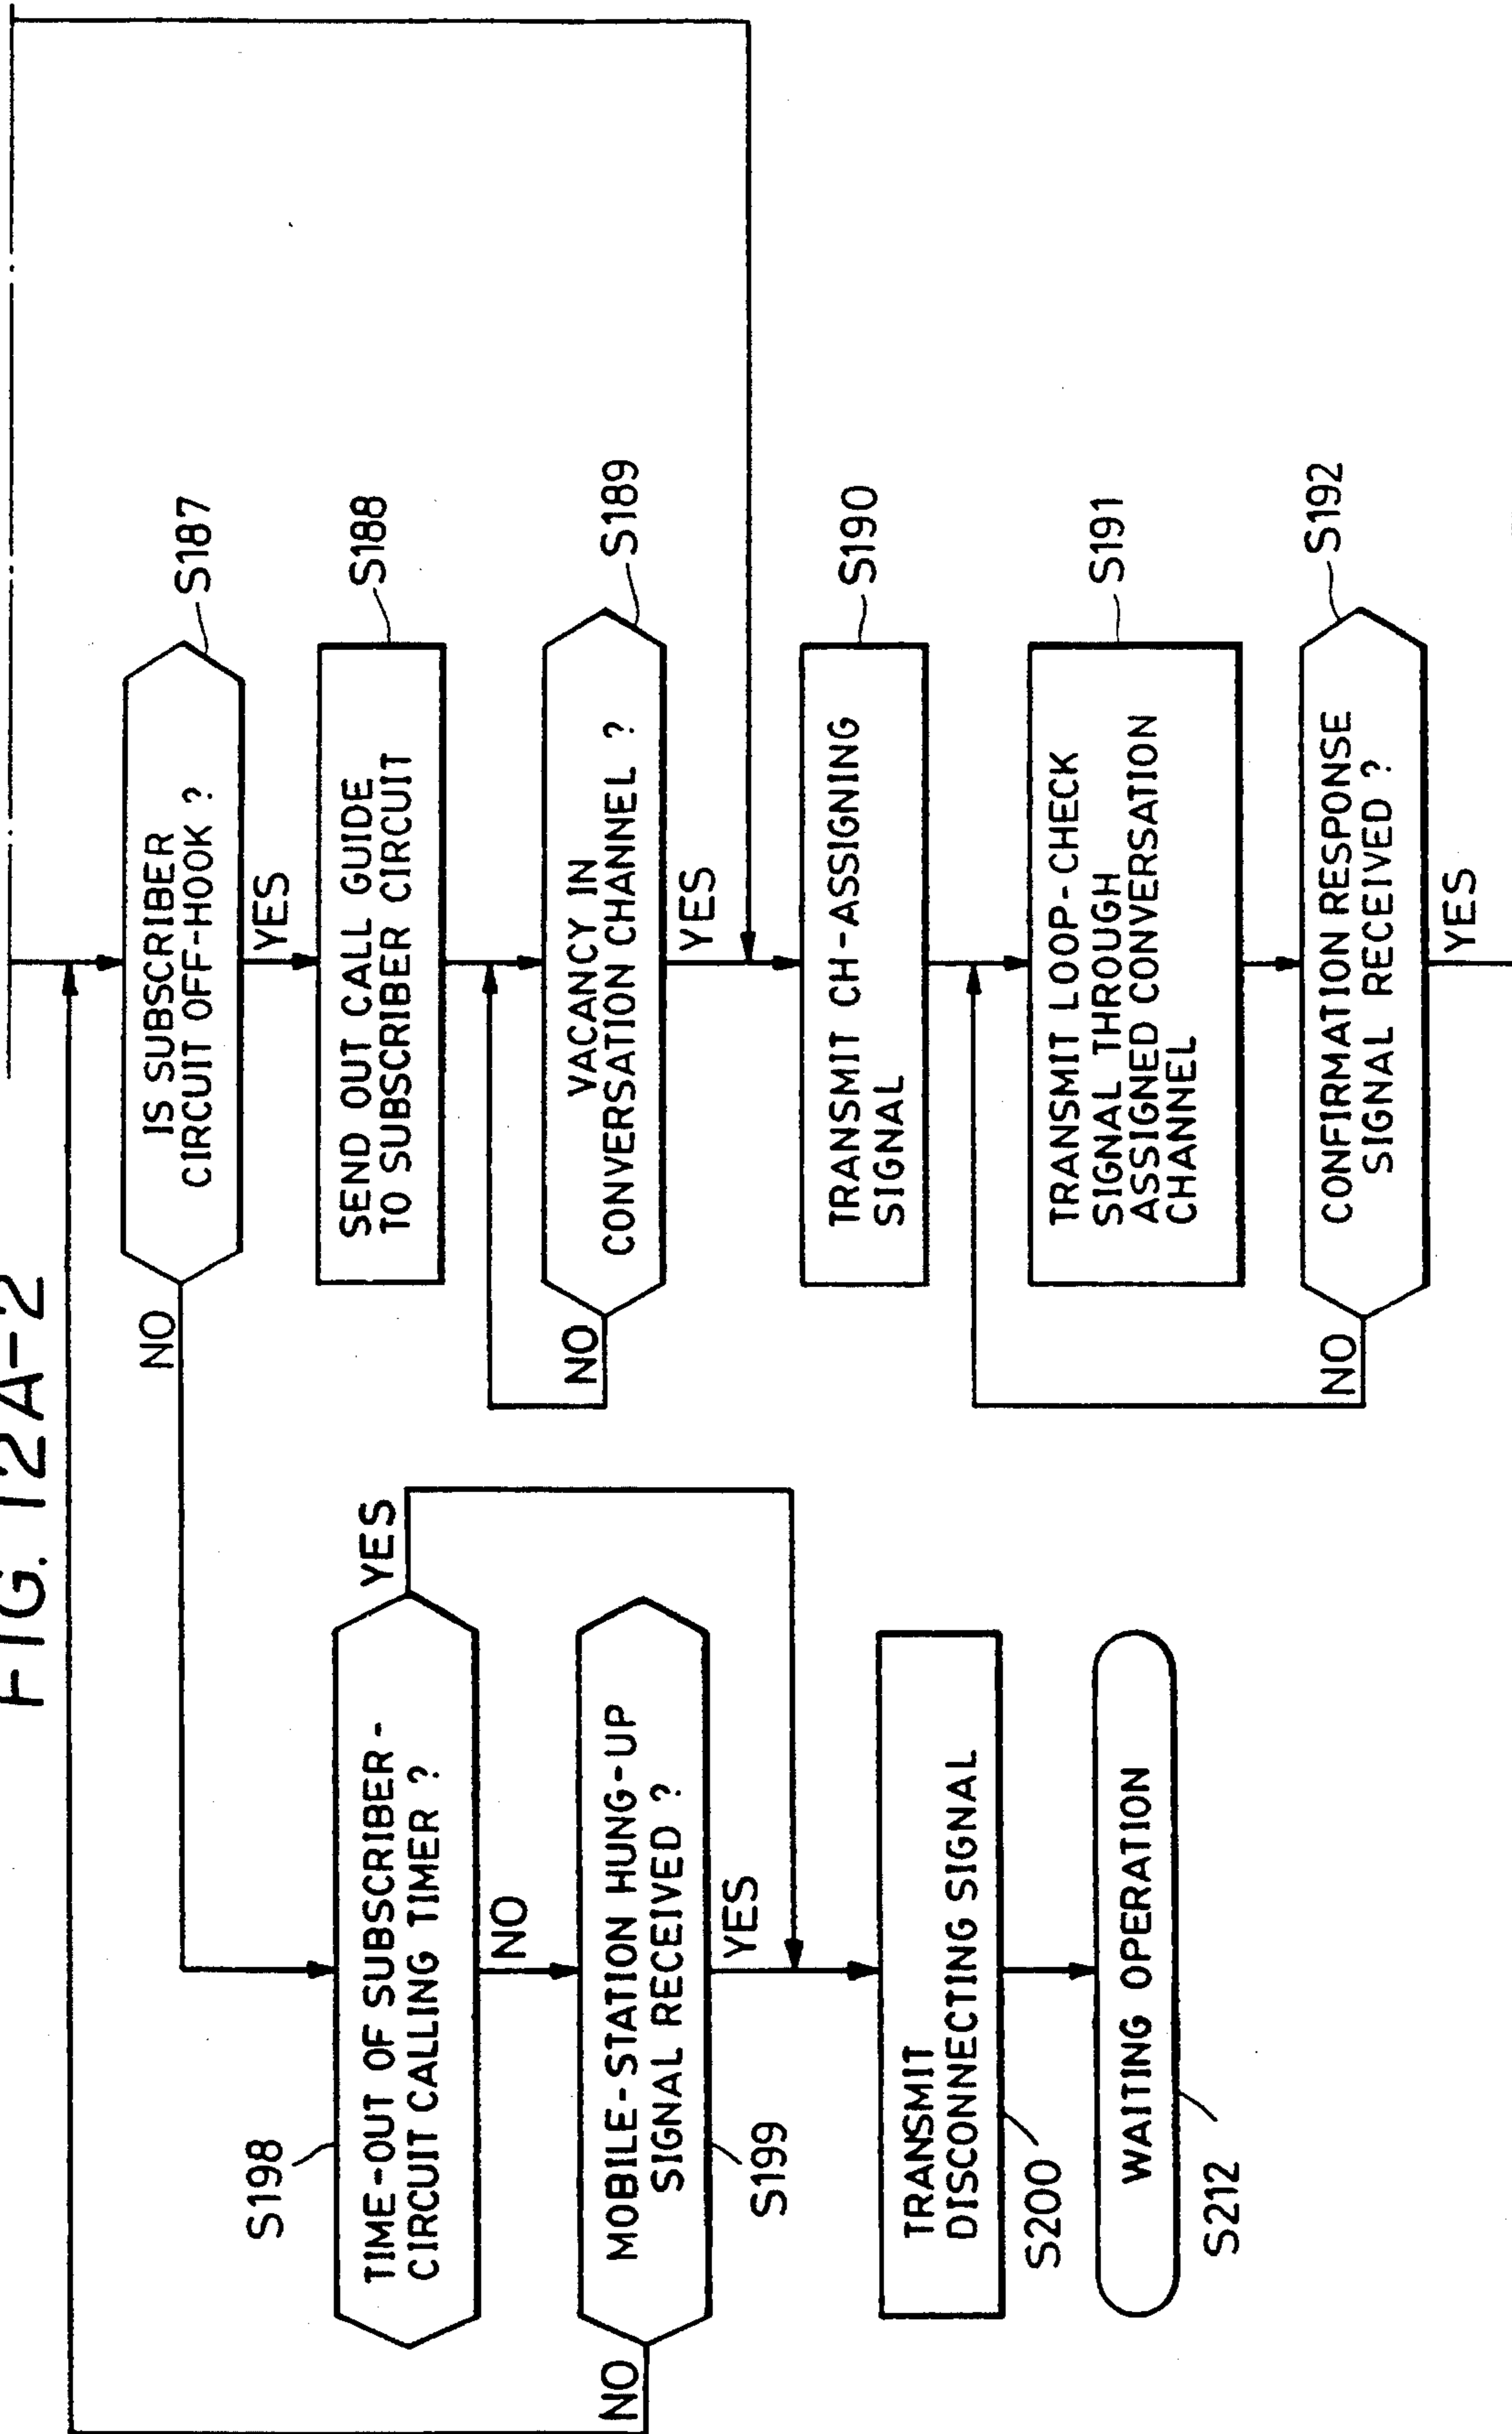 FIG. 12A-2
IS SUBSCRIBER
CIRCUIT OFF-HOOK ?
S187
NO
YES
SEND OUT CALL GUIDE
TO SUBSCRIBER CIRCUIT
S188
VACANCY IN
CONVERSATION CHANNEL ?
S189
NO
YES
TRANSMIT CH-ASSIGNING
SIGNAL
S190
TRANSMIT LOOP-CHECK
SIGNAL THROUGH
ASSIGNED CONVERSATION
CHANNEL
S191
CONFIRMATION RESPONSE
SIGNAL RECEIVED ?
S192
NO
YES
S198
TIME-OUT OF SUBSCRIBER-
CIRCUIT CALLING TIMER ?
YES
NO
MOBILE-STATION HUNG-UP
SIGNAL RECEIVED ?
S199
NO
YES
TRANSMIT
DISCONNECTING SIGNAL
S200
WAITING OPERATION
S212